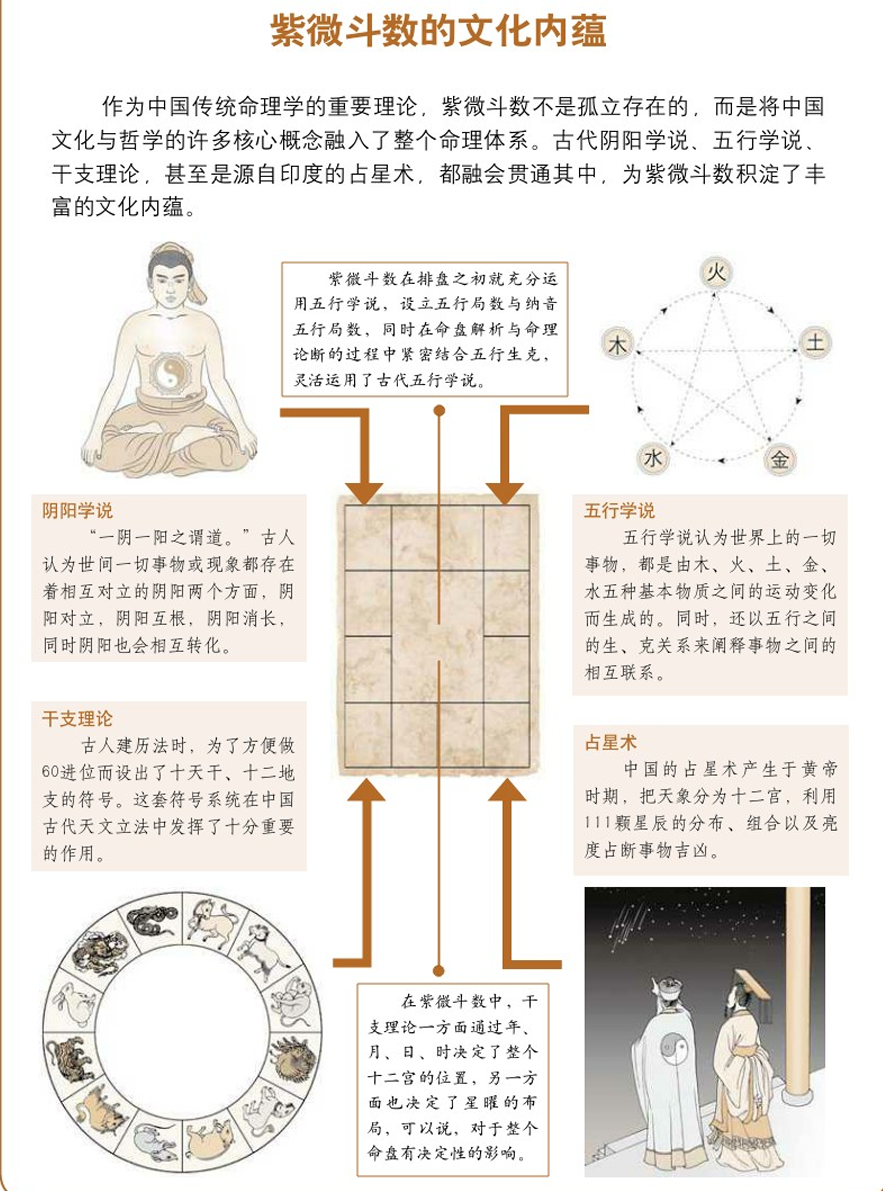 紫微斗数的文化内蕴
作为中国传统命理学的重要理论，紫微斗数不是孤立存在的，而是将中国
文化与哲学的许多核心概念融入了整个命理体系。古代阴阳学说、五行学说、
干支理论，甚至是源自印度的占星术，都融会贯通其中，为紫微斗数积淀了丰
富的文化内蕴。
紫微斗数在排盘之初就充分运
用五行学说，设立五行局数与纳音
五行局数，同时在命盘解析与命理
论断的过程中紧密结合五行生克，
灵活运用了古代五行学说。
火
木
土
水
金
阴阳学说
“一阴一阳之谓道。”古人
认为世间一切事物或现象都存在
着相互对立的阴阳两个方面，阴
阳对立，阴阳互根，阴阳消长，
同时阴阳也会相互转化。
五行学说
五行学说认为世界上的一切
事物，都是由木、火、土、金、
水五种基本物质之间的运动变化
而生成的。同时，还以五行之间
的生、克关系来阐释事物之间的
相互联系。
干支理论
古人建历法时，为了方便做
60进位而设出了十天干、十二地
支的符号。这套符号系统在中国
古代天文立法中发挥了十分重要
的作用。
占星术
中国的占星术产生于黄帝
时期，把天象分为十二宫，利用
111颗星辰的分布、组合以及亮
度占断事物吉凶。
在紫微斗数中，干
支理论一方面通过年、
月、日、时决定了整个
十二宫的位置，另一方
面也决定了星曜的布
局，可以说，对于整个
命盘有决定性的影响。